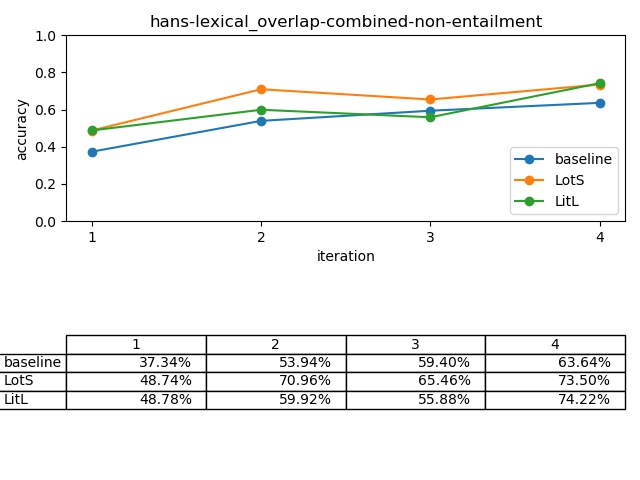 hans-lexical_overlap-combined-non-entailment
1.0
0.8
0.6
0.4
0.2
0.0
accuracy
baseline
LotS
LitL
1 2 3 4
iteration
1 2 3 4
baseline 37.34% 53.94% 59.40% 63.64%
LotS 48.74% 70.96% 65.46% 73.50%
LitL 48.78% 59.92% 55.88% 74.22%